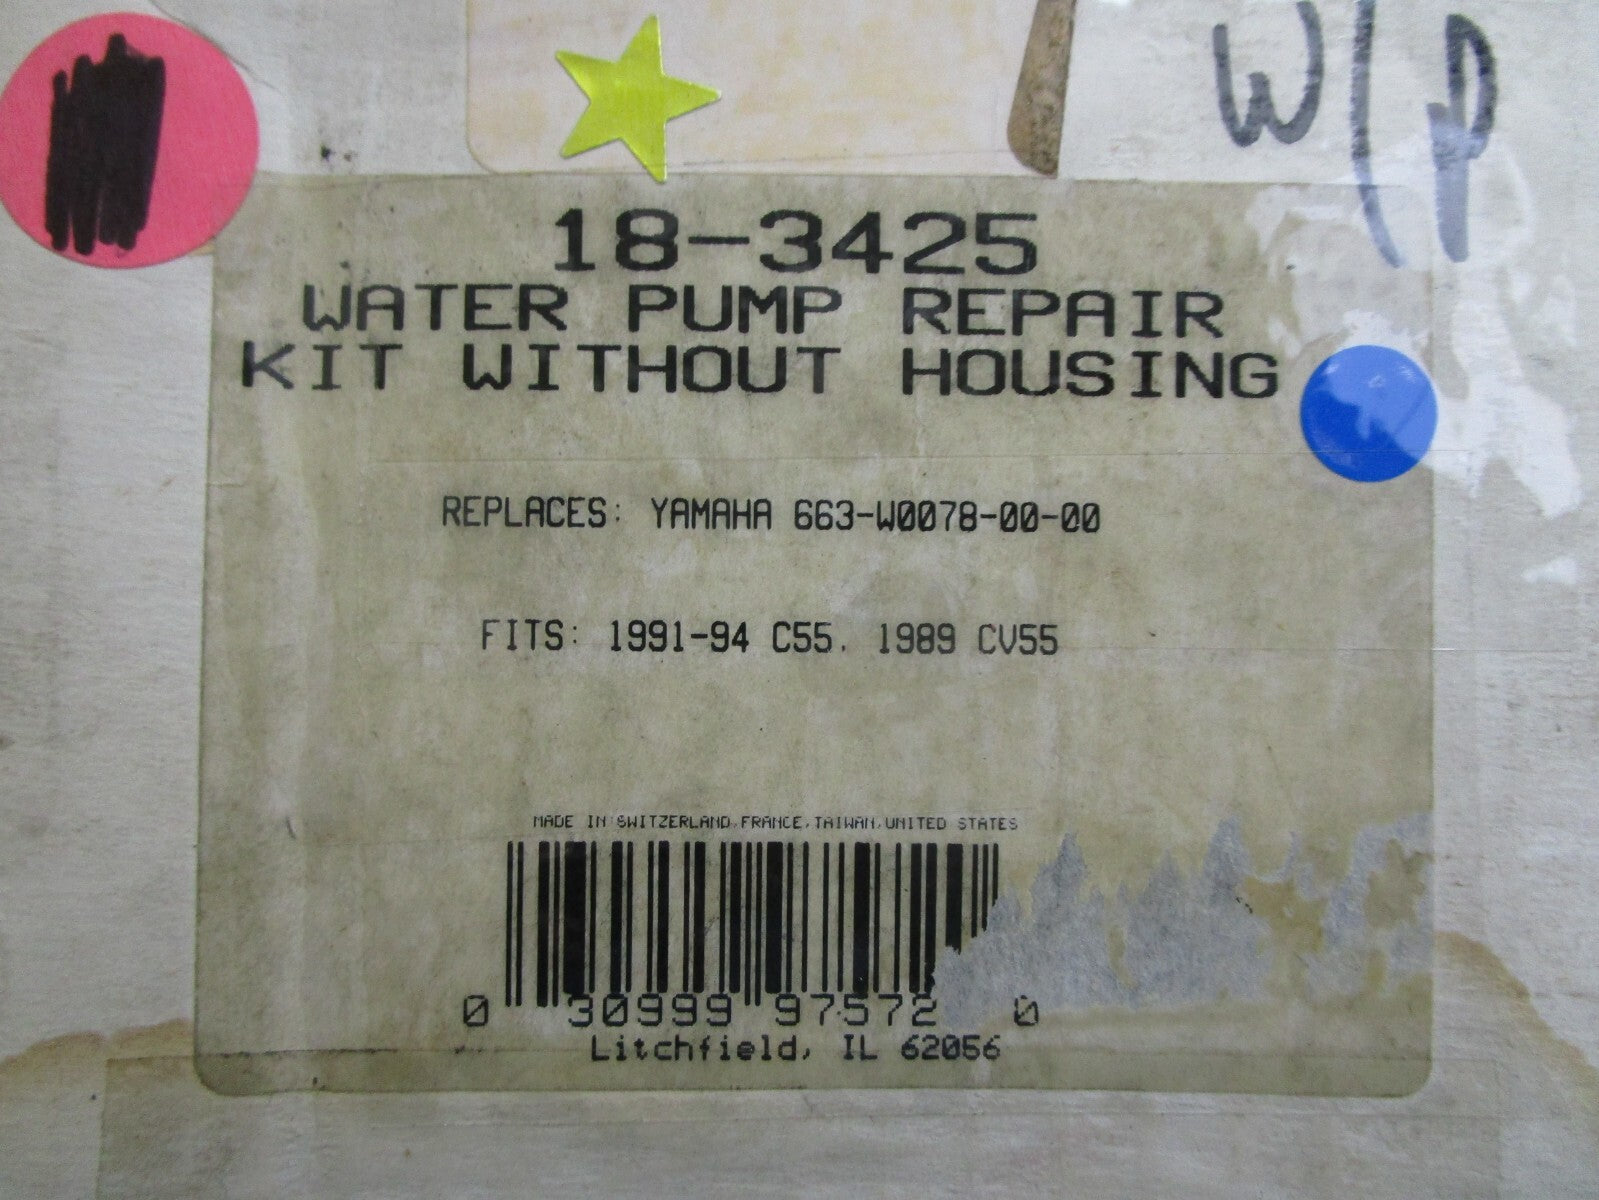 W/P
18-3425
WATER PUMP REPAIR
KIT WITHOUT HOUSING
REPLACES: YAMAHA 663-W0078-00-00
FITS: 1991-94 C55. 1989 CV55
MADE IN SWITZERLAND,FRANCE,TAIWAN,UNITED STATES
0 30999 97572 0
Litchfield, IL 62056